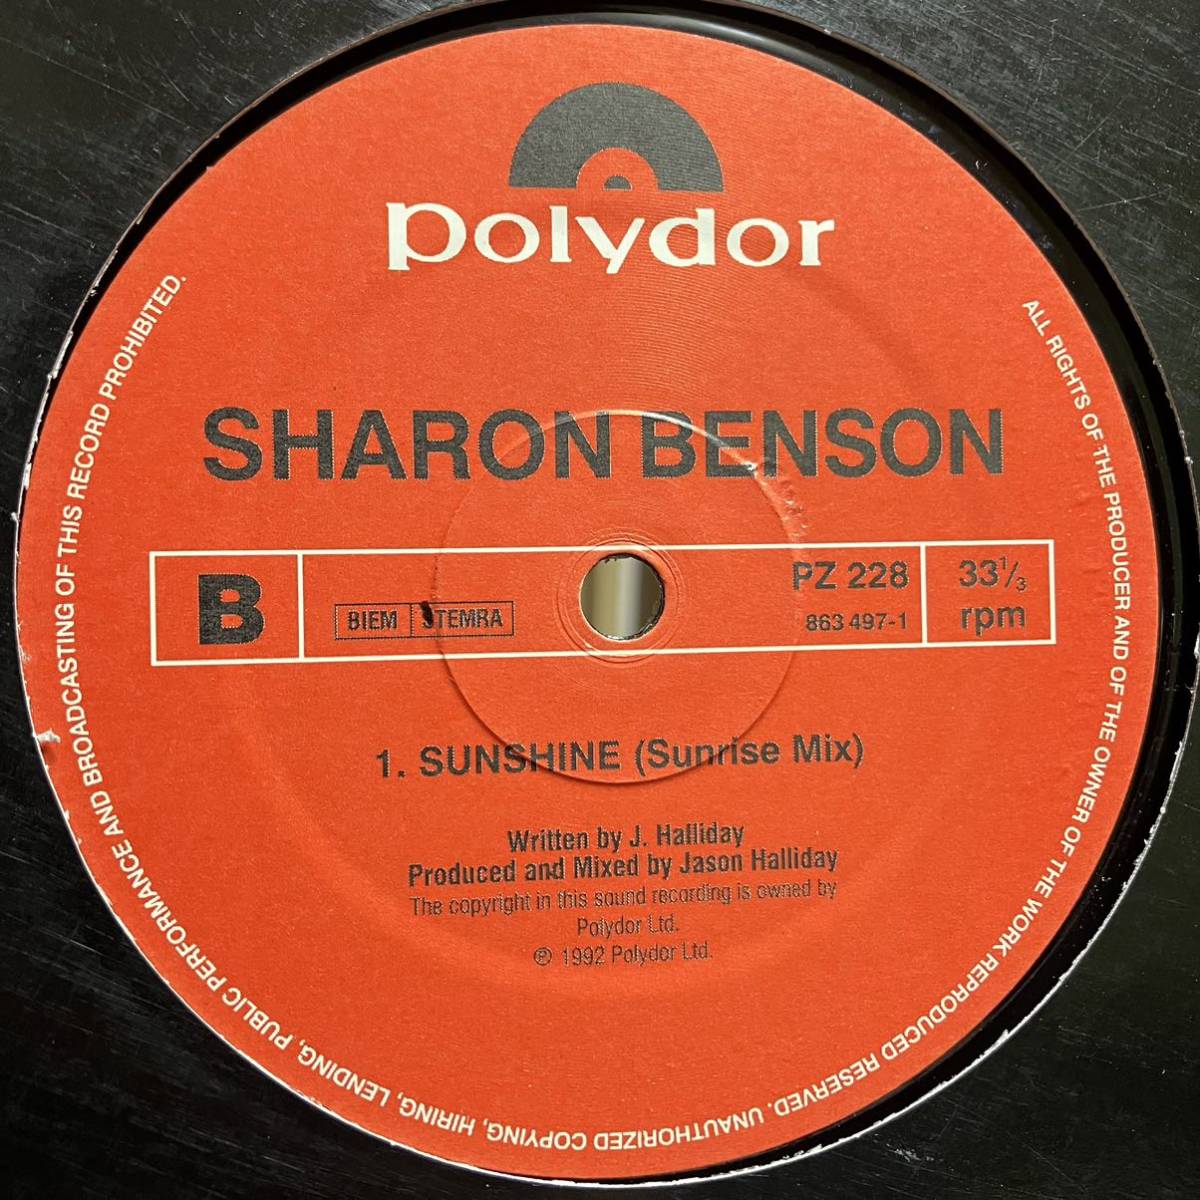 polydor
SHARON BENSON
B
BIEM STEMRA
PZ 228
863 497-1
33 1/3
rpm
1. SUNSHINE (Sunrise Mix)
Written by J. Halliday
Produced and Mixed by Jason Halliday
The copyright in this sound recording is owned by
Polydor Ltd.
℗ 1992 Polydor Ltd.
ALL RIGHTS OF THE PRODUCER AND OF THE OWNER OF THE WORK REPRODUCED RESERVED. UNAUTHORIZED COPYING, HIRING, LENDING, PUBLIC PERFORMANCE AND BROADCASTING OF THIS RECORD PROHIBITED.